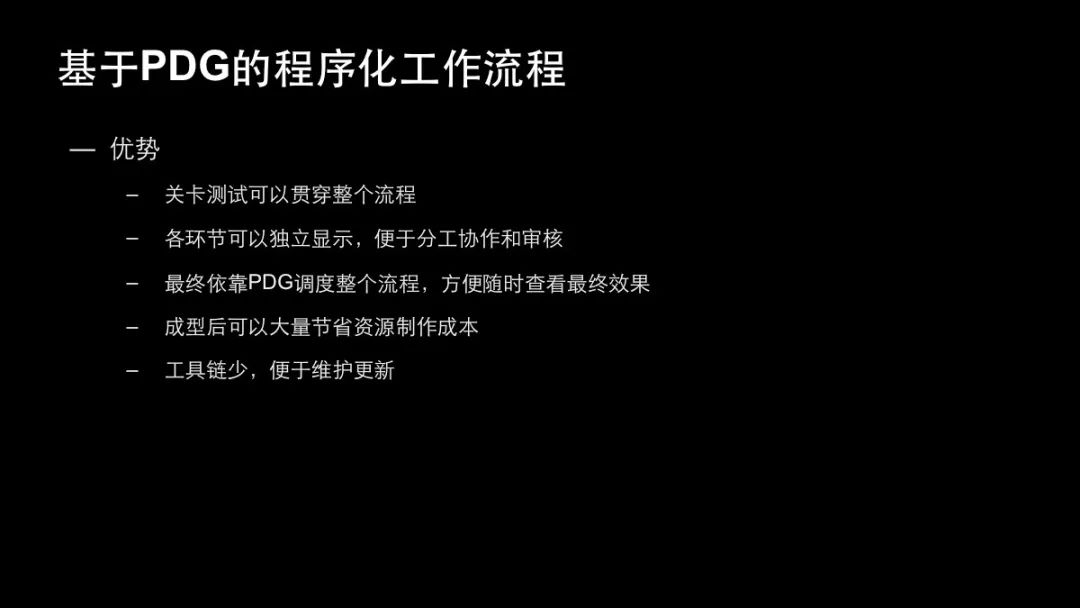 基于PDG的程序化工作流程
— 优势
– 关卡测试可以贯穿整个流程
– 各环节可以独立显示，便于分工协作和审核
– 最终依靠PDG调度整个流程，方便随时查看最终效果
– 成型后可以大量节省资源制作成本
– 工具链少，便于维护更新